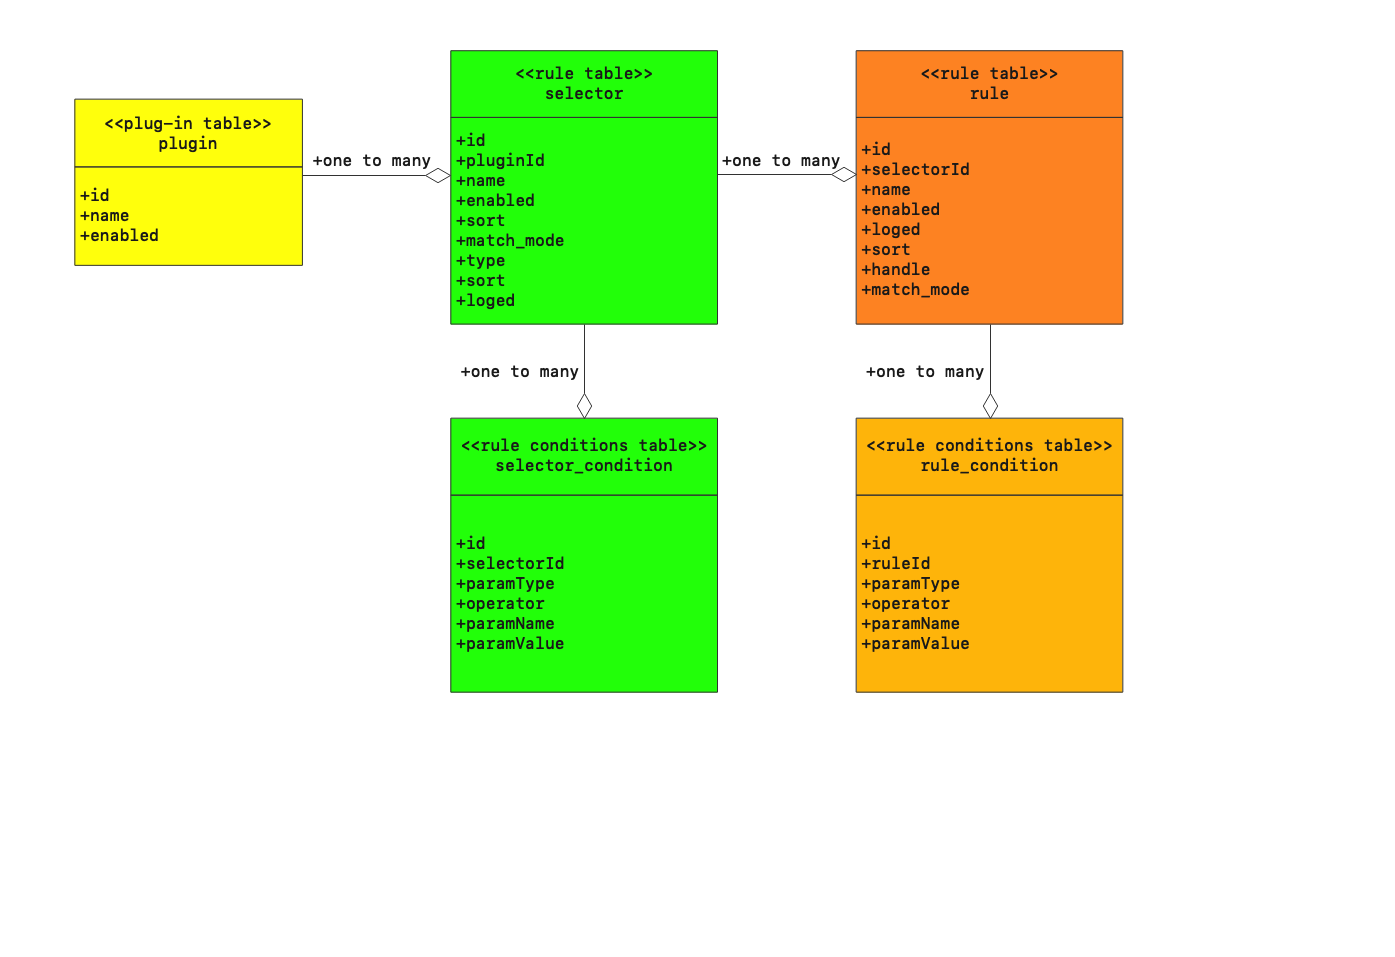 <<plug-in table>>
plugin
+id
+name
+enabled
+one to many
<<rule table>>
selector
+id
+pluginId
+name
+enabled
+sort
+match_mode
+type
+sort
+loged
+one to many
<<rule table>>
rule
+id
+selectorId
+name
+enabled
+loged
+sort
+handle
+match_mode
+one to many
<<rule conditions table>>
selector_condition
+id
+selectorId
+paramType
+operator
+paramName
+paramValue
+one to many
<<rule conditions table>>
rule_condition
+id
+ruleId
+paramType
+operator
+paramName
+paramValue